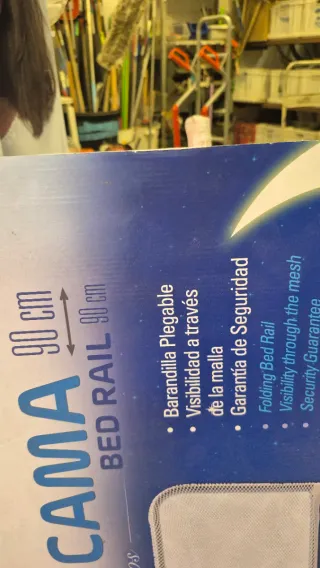 CAMA 90 cm
BED RAIL 90 cm
• Barandilla Plegable
• Visibilidad a través
de la malla
• Garantía de Seguridad
• Folding Bed Rail
• Visility through the mesh
• Security Guarantee